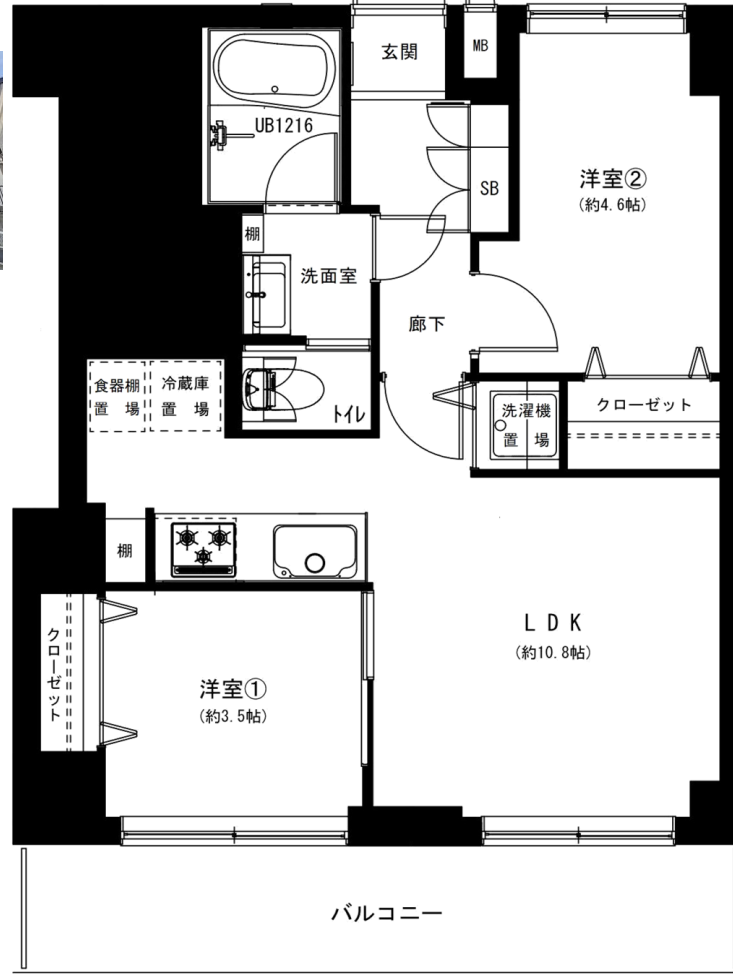 玄関
MB
UB1216
SB
洋室②
(約4.6帖)
棚
洗面室
廊下
食器棚
置 場
冷蔵庫
置 場
トイレ
洗濯機
置 場
クローゼット
棚
LDK
(約10.8帖)
クローゼット
洋室①
(約3.5帖)
バルコニー